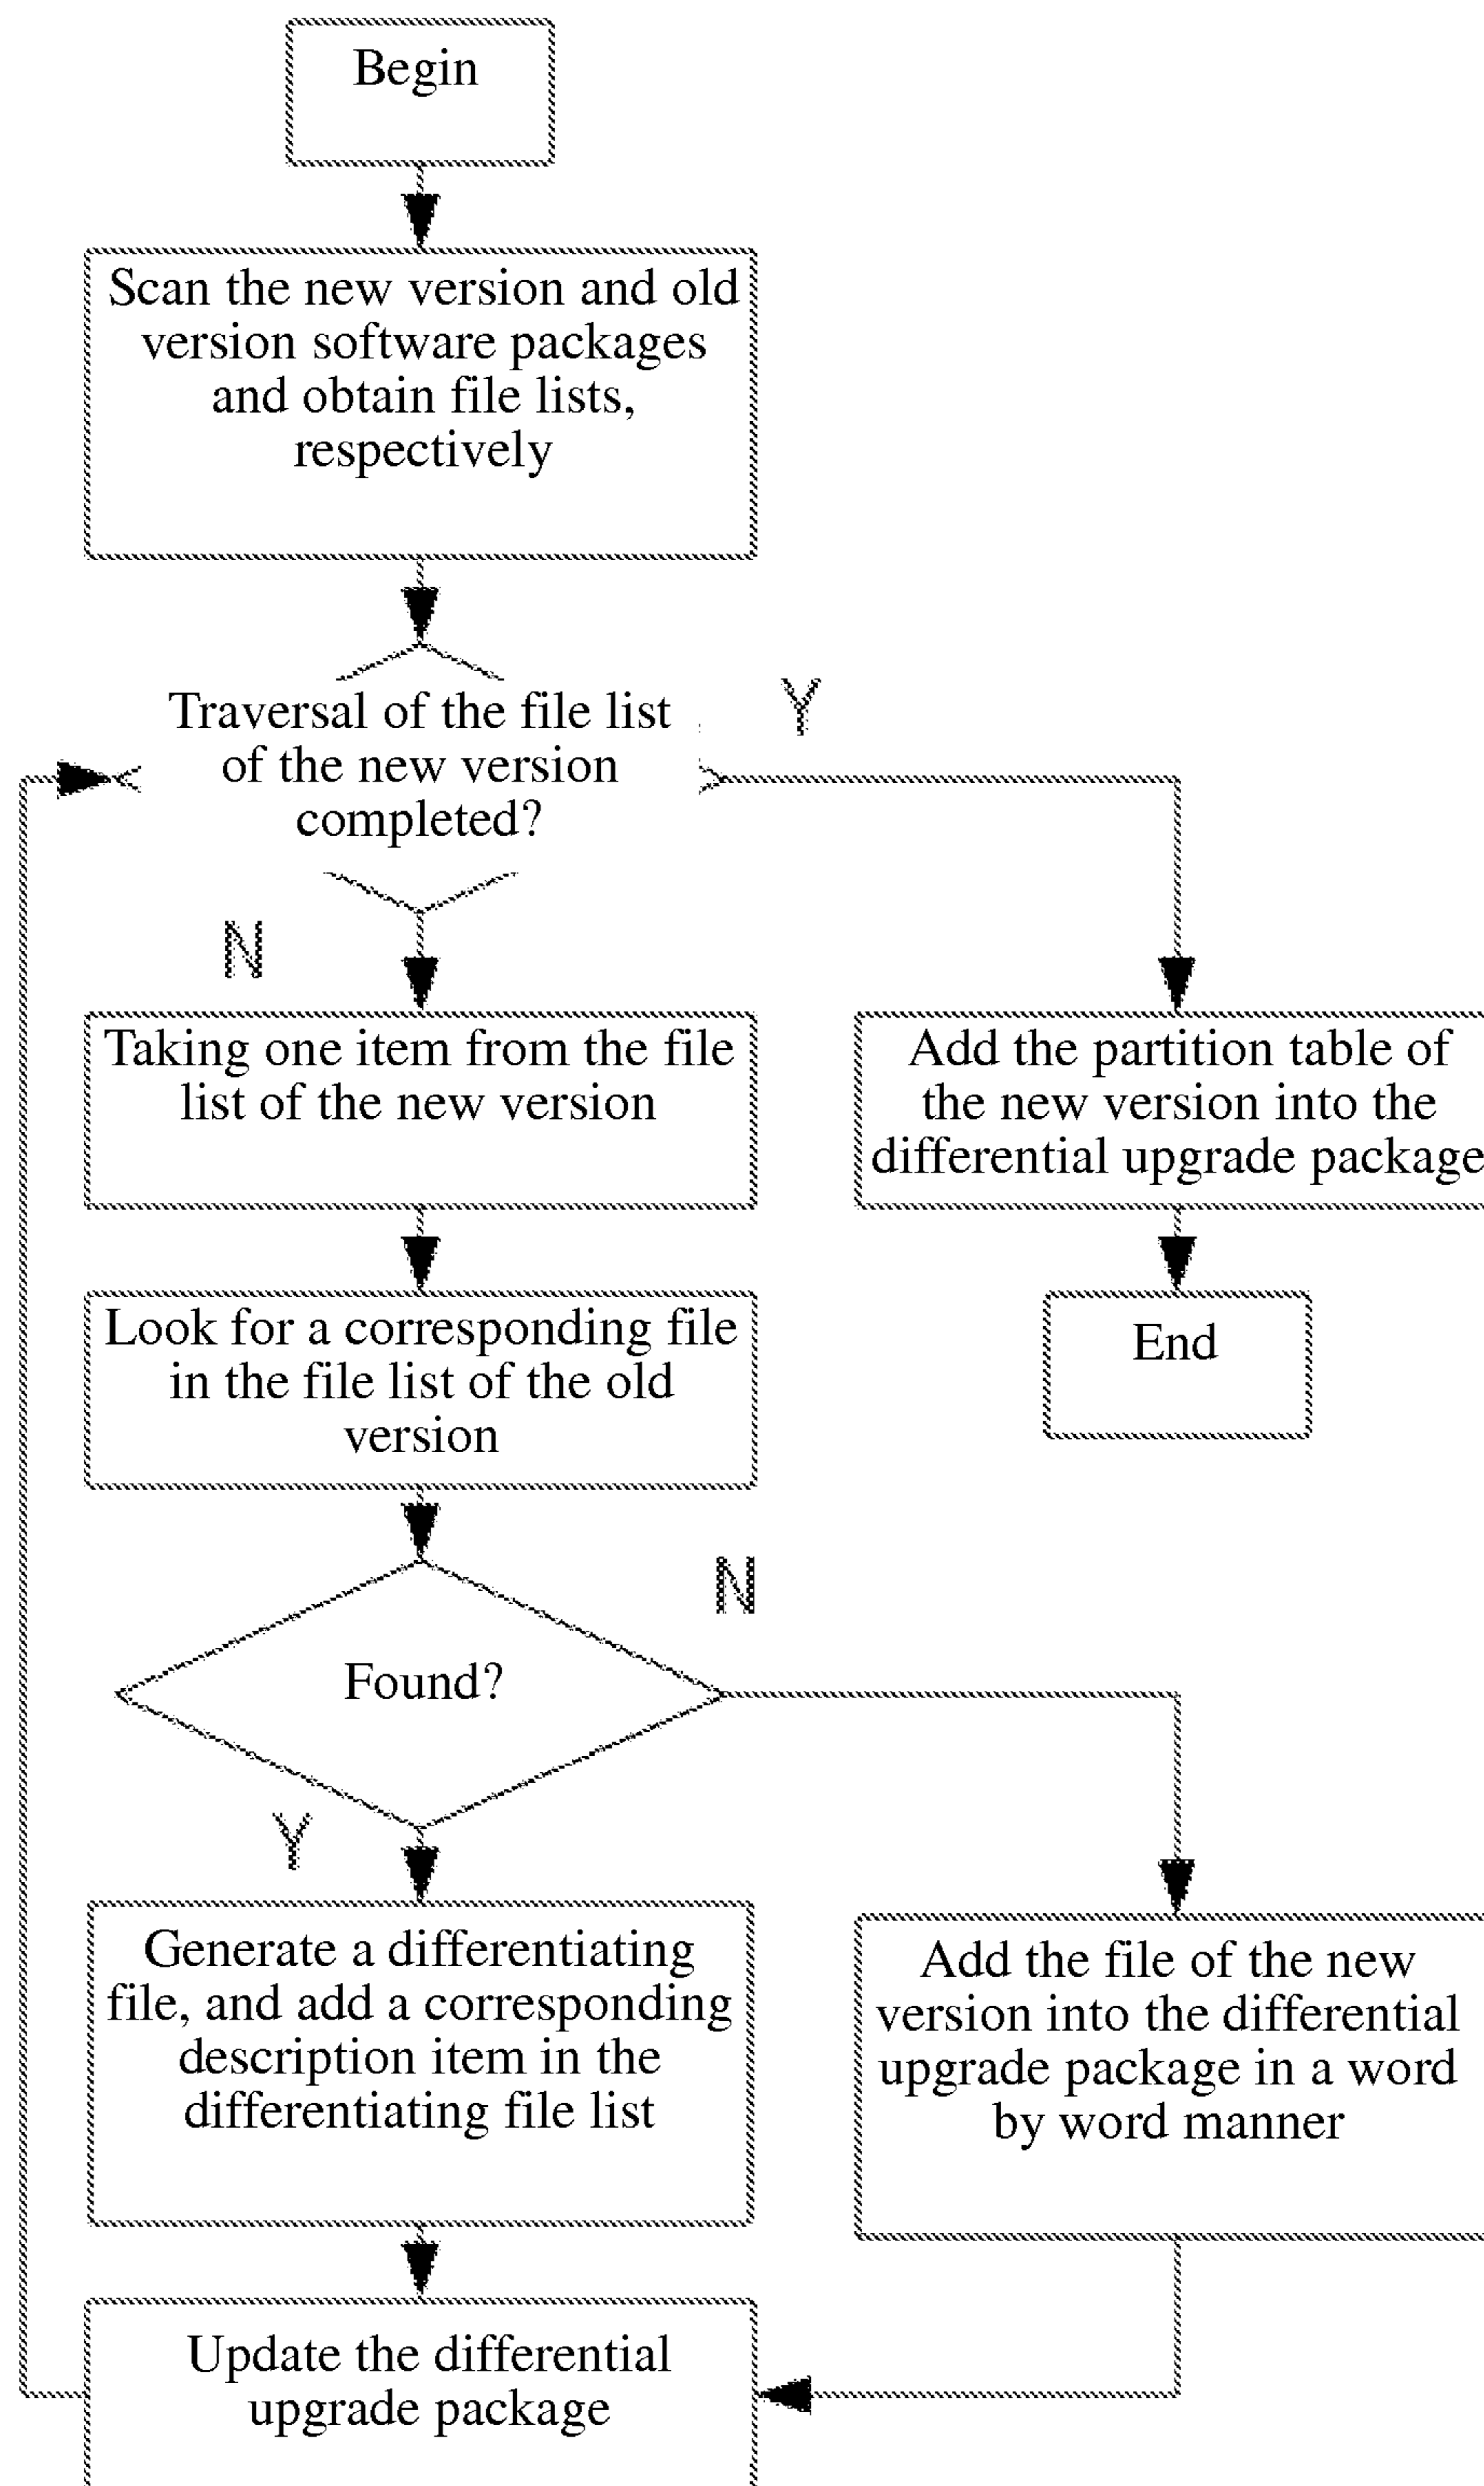 Begin
Scan the new version and old
version software packages
and obtain file lists,
respectively
Traversal of the file list
of the new version
completed?
Y
N
Taking one item from the file
list of the new version
Add the partition table of
the new version into the
differential upgrade package
Look for a corresponding file
in the file list of the old
version
End
Found?
N
Y
Generate a differentiating
file, and add a corresponding
description item in the
differentiating file list
Add the file of the new
version into the differential
upgrade package in a word
by word manner
Update the differential
upgrade package